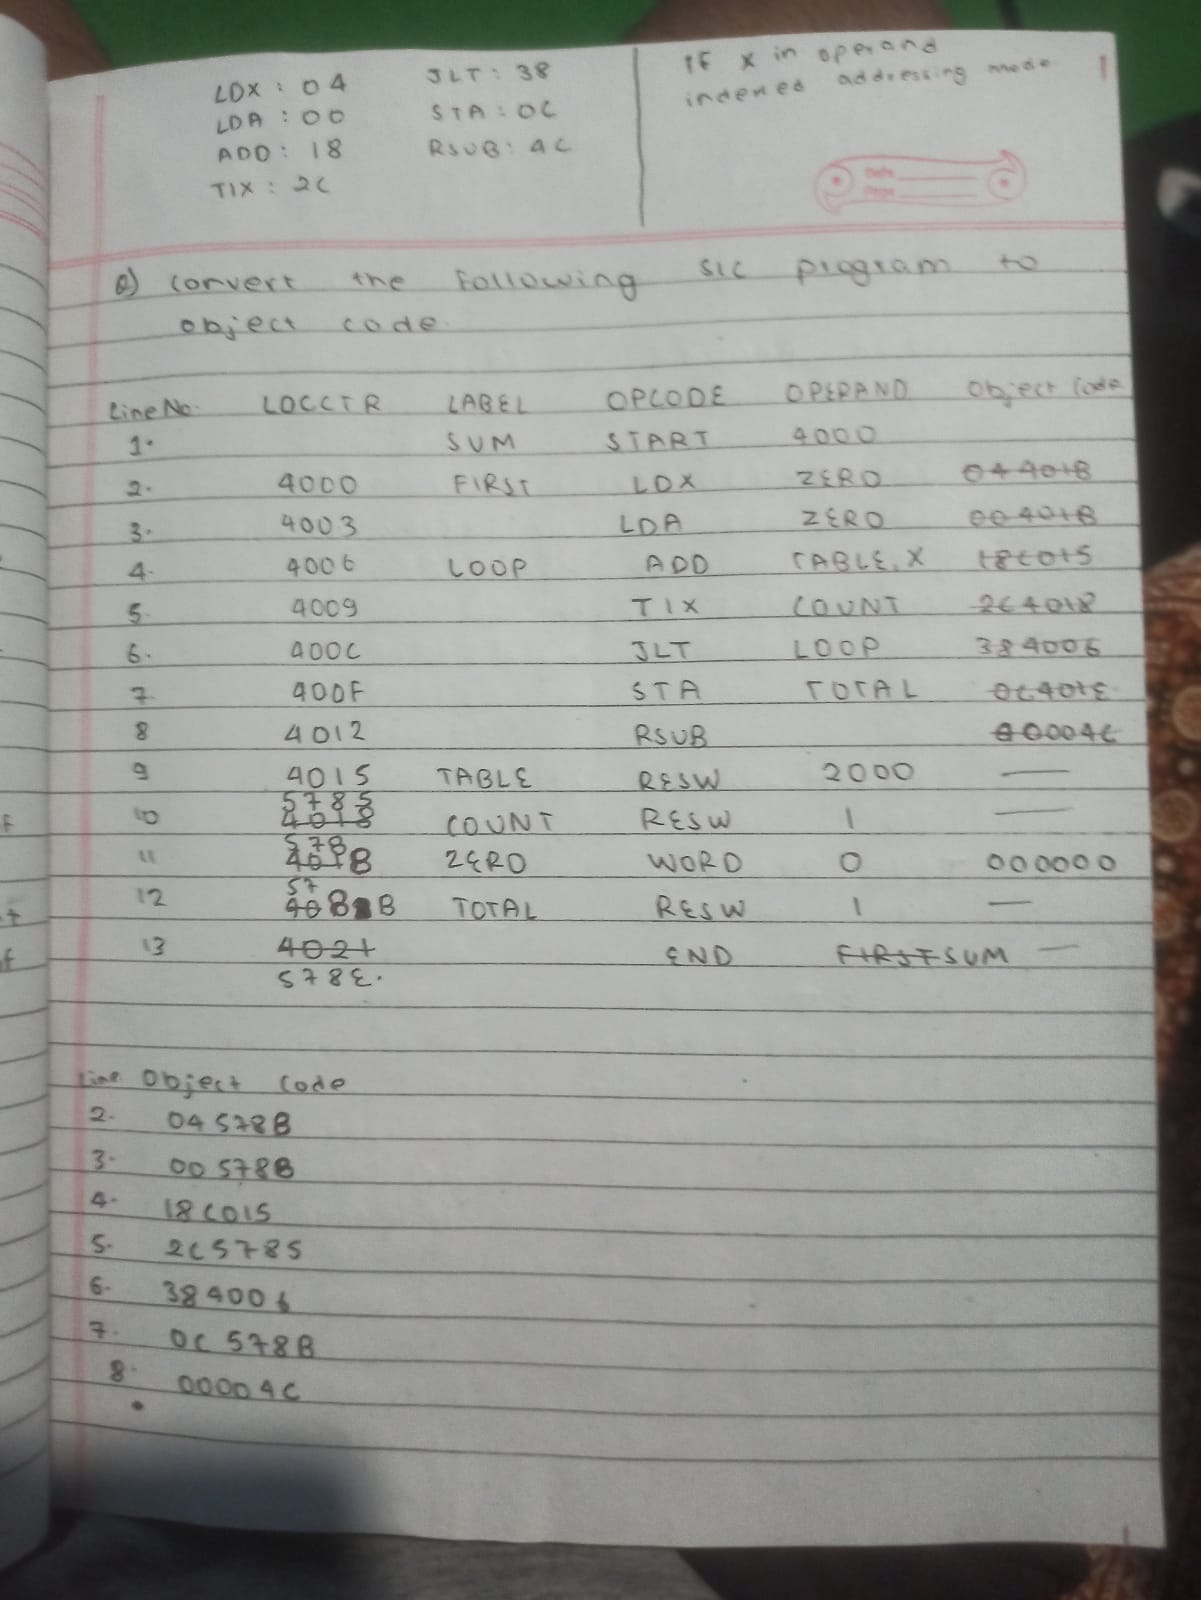 LDX : 04 JLT : 38
LDA : 00 STA : 0C
ADD : 18 RSUB : 4C
TIX : 2C
If X in operand
indexed addressing mode
Date
Page
Q) Convert the following SIC program to
object code.
Line No. LOCCTR LABEL OPCODE OPERAND Object Code
1. SUM START 4000
2. 4000 FIRST LDX ZERO 04401B
3. 4003 LDA ZERO 00401B
4. 4006 LOOP ADD TABLE, X 18C015
5. 4009 TIX COUNT 2C4018
6. 400C JLT LOOP 384006
7. 400F STA TOTAL 0C401E
8 4012 RSUB 00004C
9 4015 TABLE RESW 2000 —
5785
10 4018 COUNT RESW 1 —
578
11 401B ZERO WORD 0 000000
57
12 408B TOTAL RESW 1 —
13 4021 END FIRST SUM —
578E.
Line Object Code
2. 04578B
3. 00578B
4. 18C015
5. 2C5785
6. 384006
7. 0C578B
8. 00004C